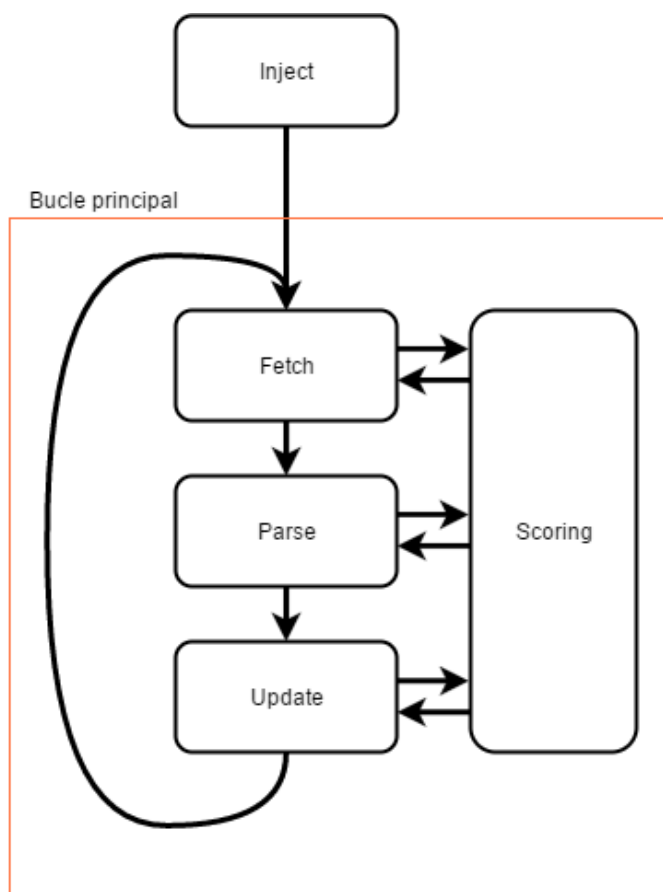 Inject
Bucle principal
Fetch
Parse
Scoring
Update